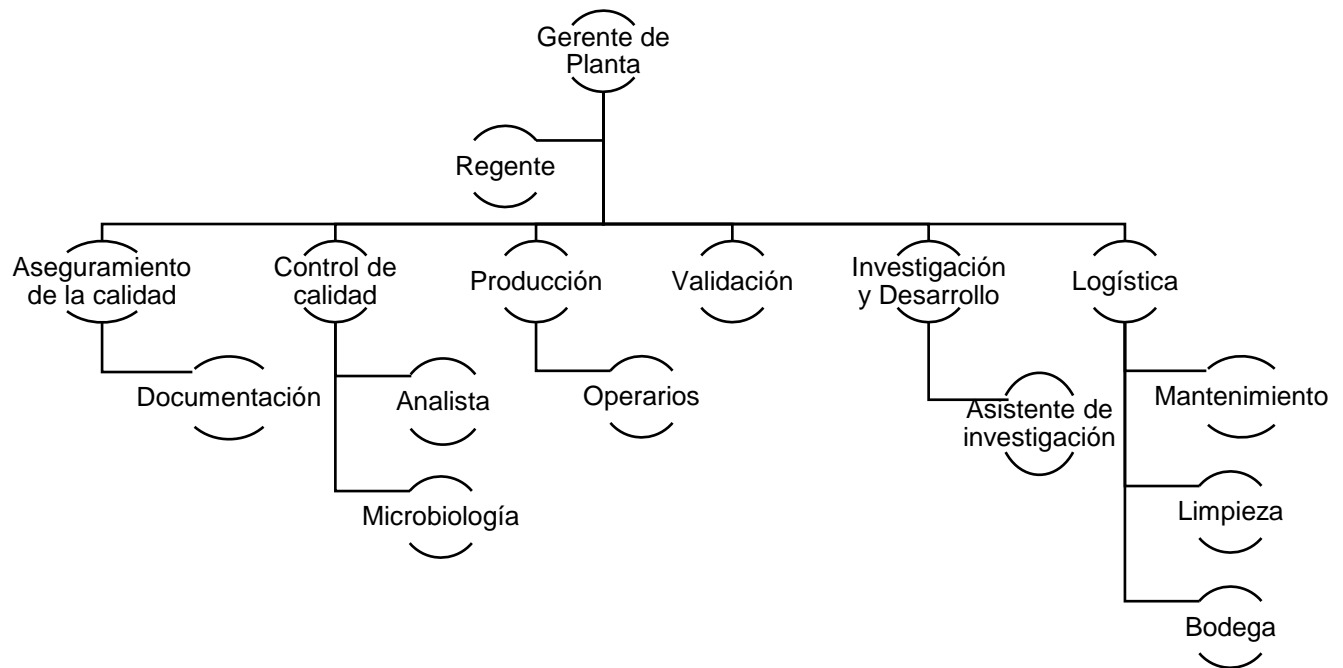 Gerente de
Planta
Regente
Aseguramiento
de la calidad
Control de
calidad
Producción
Validación
Investigación
y Desarrollo
Logística
Documentación
Analista
Operarios
Asistente de
investigación
Mantenimiento
Microbiología
Limpieza
Bodega